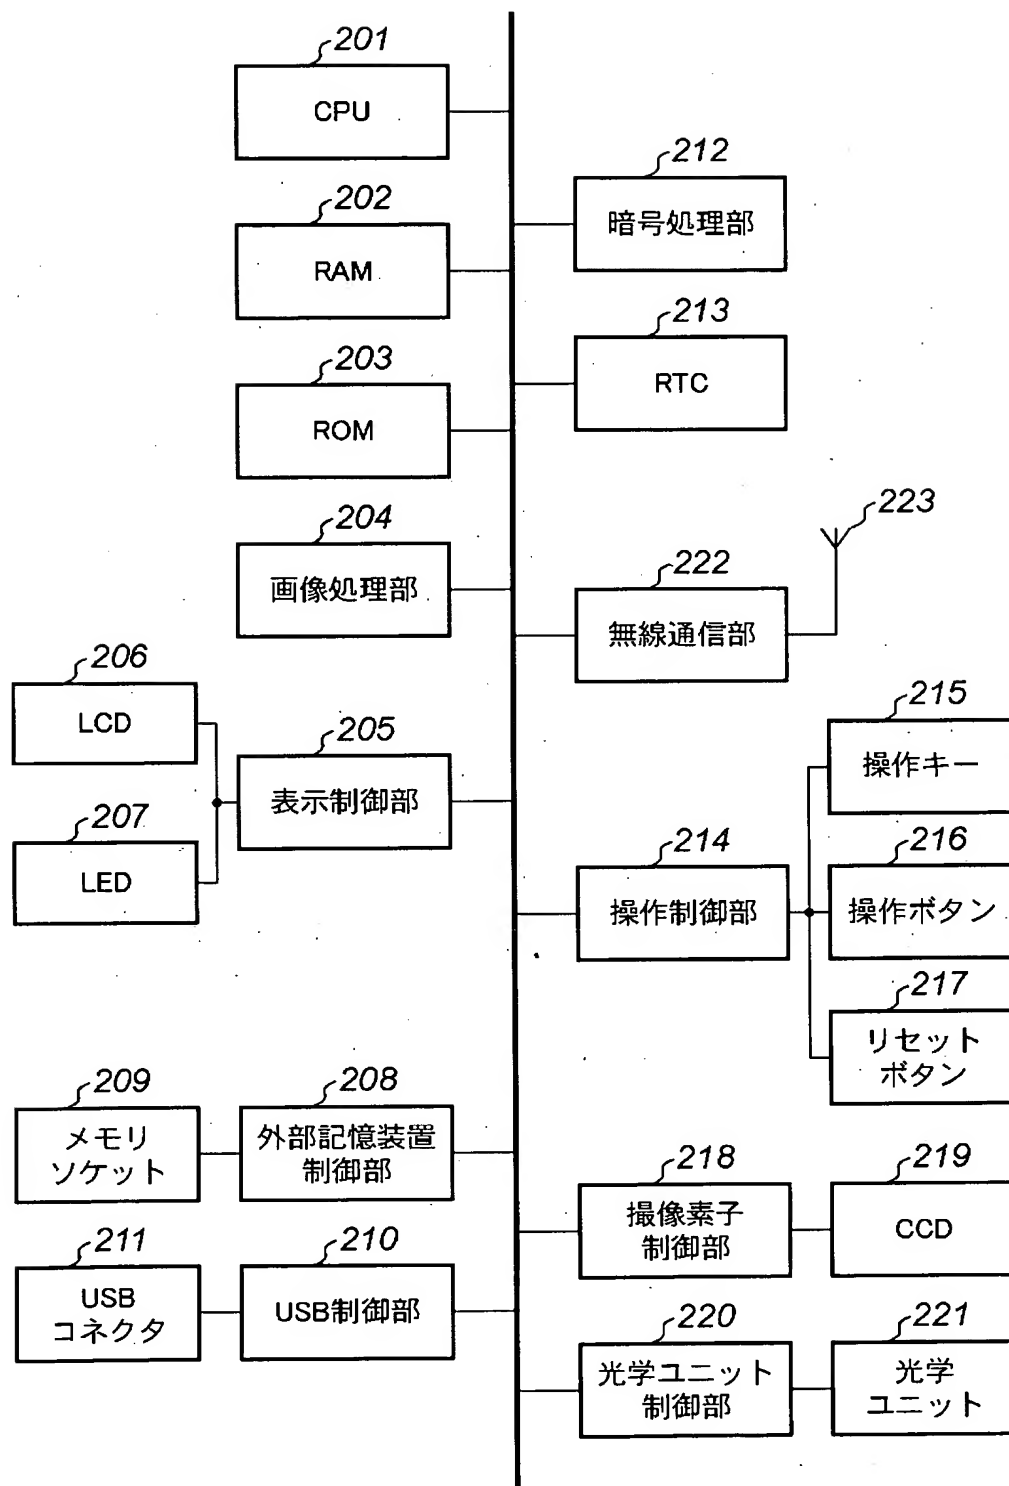 201
CPU
202
RAM
203
ROM
204
画像処理部
206
LCD
205
表示制御部
207
LED
209
メモリ
ソケット
208
外部記憶装置
制御部
211
USB
コネクタ
210
USB制御部
212
暗号処理部
213
RTC
223
222
無線通信部
215
操作キー
214
操作制御部
216
操作ボタン
217
リセット
ボタン
218
撮像素子
制御部
219
CCD
220
光学ユニット
制御部
221
光学
ユニット